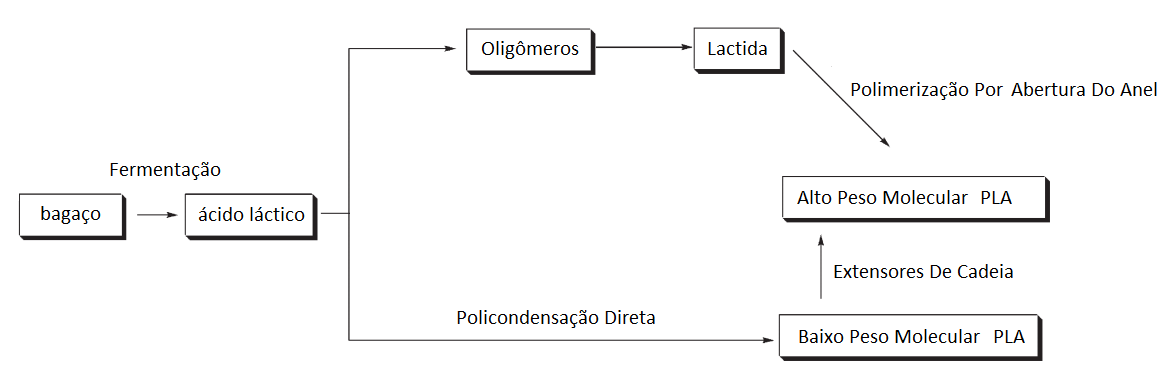 Oligômeros
Lactida
Polimerização Por Abertura Do Anel
Fermentação
bagaço
ácido láctico
Alto Peso Molecular PLA
Extensores De Cadeia
Policondensação Direta
Baixo Peso Molecular PLA